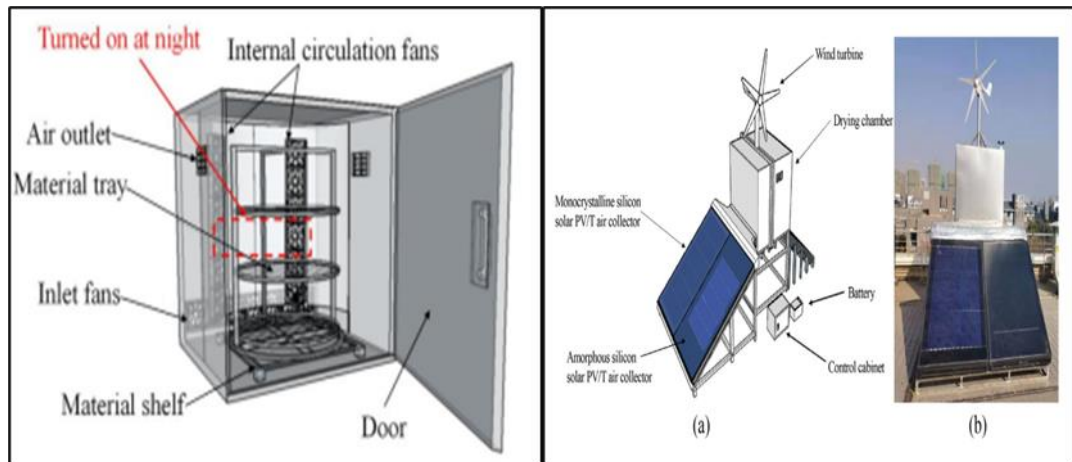 Turned on at night
Internal circulation fans
Air outlet
Material tray
Inlet fans
Material shelf
Door
Wind turbine
Drying chamber
Monocrystalline silicon
solar PV/T air collector
Battery
Amorphous silicon
solar PV/T air collector
Control cabinet
(a)
(b)